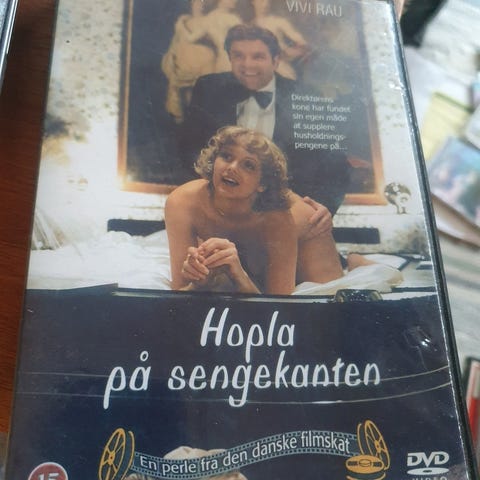 VIVI RAU
Direktørens
kone har fundet
sin egen måde
at supplere
husholdnings-
pengene på...
Hopla
på sengekanten
En perle fra den danske filmskat
15
DVD
VIDEO